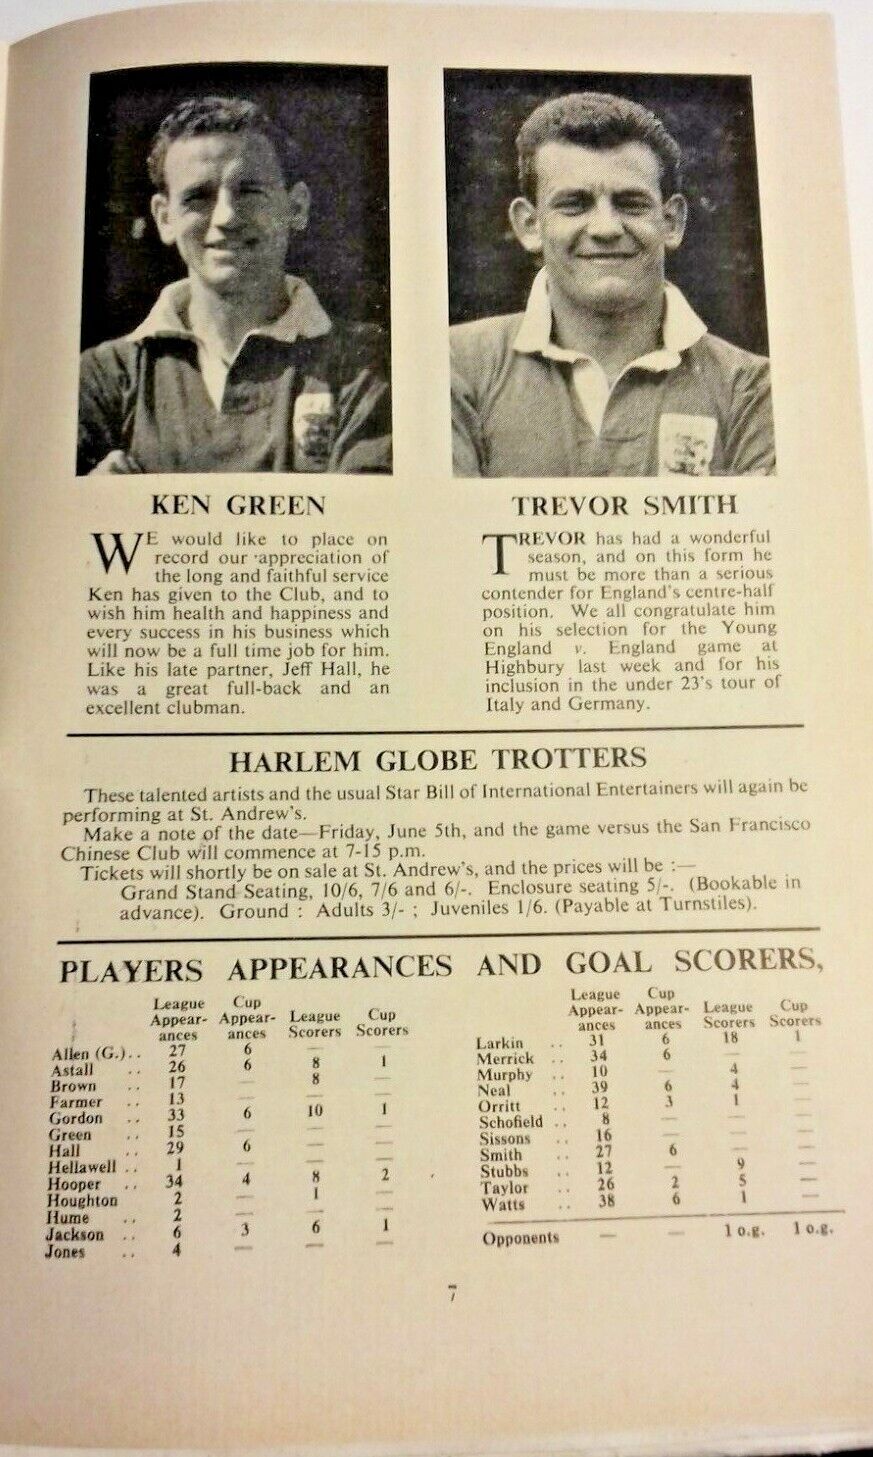 KEN GREEN
WE would like to place on
record our appreciation of
the long and faithful service
Ken has given to the Club, and to
wish him health and happiness and
every success in his business which
will now be a full time job for him.
Like his late partner, Jeff Hall, he
was a great full-back and an
excellent clubman.
TREVOR SMITH
TREVOR has had a wonderful
season, and on this form he
must be more than a serious
contender for England's centre-half
position. We all congratulate him
on his selection for the Young
England v. England game at
Highbury last week and for his
inclusion in the under 23's tour of
Italy and Germany.
HARLEM GLOBE TROTTERS
These talented artists and the usual Star Bill of International Entertainers will again be
performing at St. Andrew's.
Make a note of the date—Friday, June 5th, and the game versus the San Francisco
Chinese Club will commence at 7-15 p.m.
Tickets will shortly be on sale at St. Andrew's, and the prices will be :—
Grand Stand Seating, 10/6, 7/6 and 6/-. Enclosure seating 5/-. (Bookable in
advance). Ground : Adults 3/- ; Juveniles 1/6. (Payable at Turnstiles).
PLAYERS APPEARANCES AND GOAL SCORERS,
League Cup
Appear- Appear- League Cup
ances ances Scorers Scorers
Allen (G.).. 27 6 — —
Astall .. 26 6 8 1
Brown .. 17 — 8 —
Farmer .. 13 — — —
Gordon .. 33 6 10 1
Green .. 15 — — —
Hall .. 29 6 — —
Hellawell .. 1 — — —
Hooper .. 34 4 8 2
Houghton 2 — 1 —
Hume .. 2 — — —
Jackson .. 6 3 6 1
Jones .. 4 — — —
League Cup
Appear- Appear- League Cup
ances ances Scorers Scorers
Larkin .. 31 6 18 1
Merrick .. 34 6 — —
Murphy .. 10 — 4 —
Neal .. 39 6 4 —
Orritt .. 12 3 1 —
Schofield .. 8 — — —
Sissons .. 16 — — —
Smith .. 27 6 — —
Stubbs .. 12 — 9 —
Taylor .. 26 2 5 —
Watts .. 38 6 1 —
Opponents — — 1 o.g. 1 o.g.
7